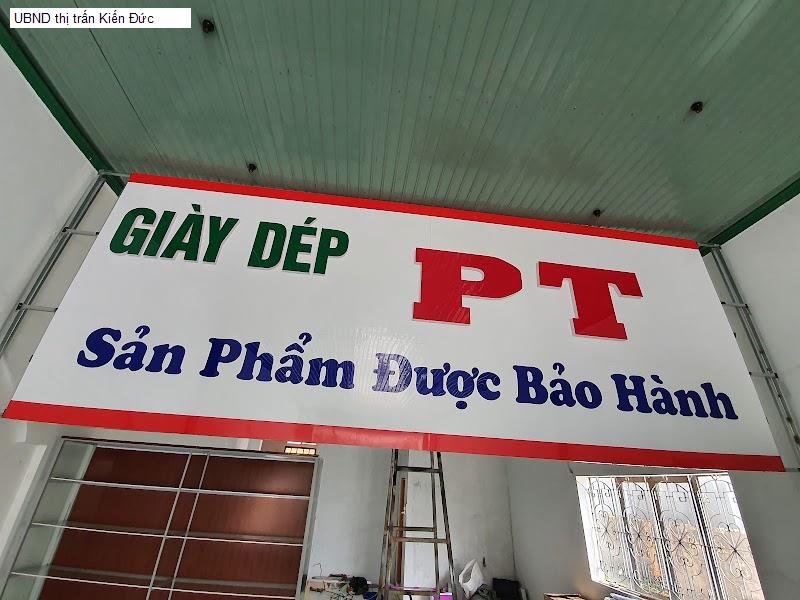 UBND thị trấn Kiến Đức
GIÀY DÉP
PT
Sản Phẩm Được Bảo Hành